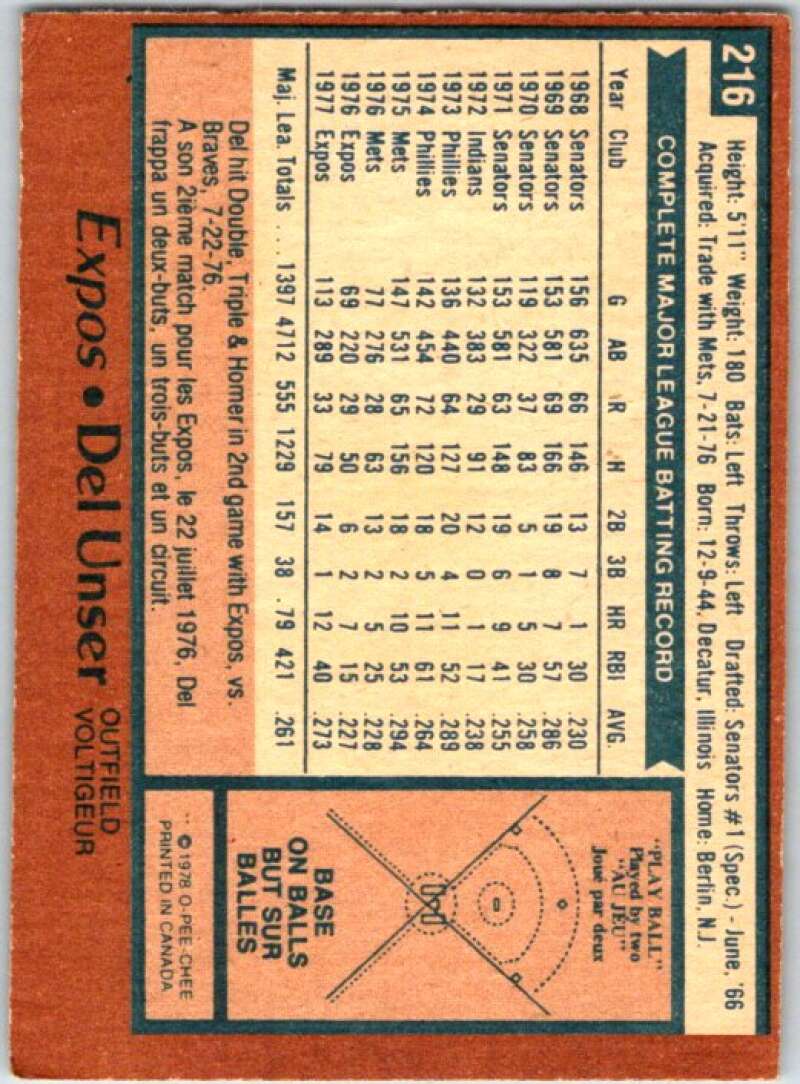 216
Height: 5'11" Weight: 180 Bats: Left Throws: Left Drafted: Senators #1 (Spec.) - June, '66
Acquired: Trade with Mets, 7-21-76 Born: 12-9-44, Decatur, Illinois Home: Berlin, N.J.
COMPLETE MAJOR LEAGUE BATTING RECORD
Year Club G AB R H 2B 3B HR RBI AVG.
1968 Senators 156 635 66 146 13 7 1 30 .230
1969 Senators 153 581 69 166 19 8 7 57 .286
1970 Senators 119 322 37 83 5 1 5 30 .258
1971 Senators 153 581 63 148 19 6 9 41 .255
1972 Indians 132 383 29 91 12 0 1 17 .238
1973 Phillies 136 440 64 127 20 4 11 52 .289
1974 Phillies 142 454 72 120 18 5 11 61 .264
1975 Mets 147 531 65 156 18 2 10 53 .294
1976 Mets 77 276 28 63 13 2 5 25 .228
1976 Expos 69 220 29 50 6 2 7 15 .227
1977 Expos 113 289 33 79 14 1 12 40 .273
Maj. Lea. Totals ... 1397 4712 555 1229 157 38 79 421 .261
Del hit Double, Triple & Homer in 2nd game with Expos, vs.
Braves, 7-22-76.
A son 2ieme match pour les Expos, le 22 juillet 1976, Del
frappa un deux-buts, un trois-buts et un circuit.
"PLAY BALL"
Played by two
"AU JEU"
Joué par deux
BASE
ON BALLS
BUT SUR
BALLES
© 1978 O-PEE-CHEE
PRINTED IN CANADA
Expos • Del Unser OUTFIELD
VOLTIGEUR